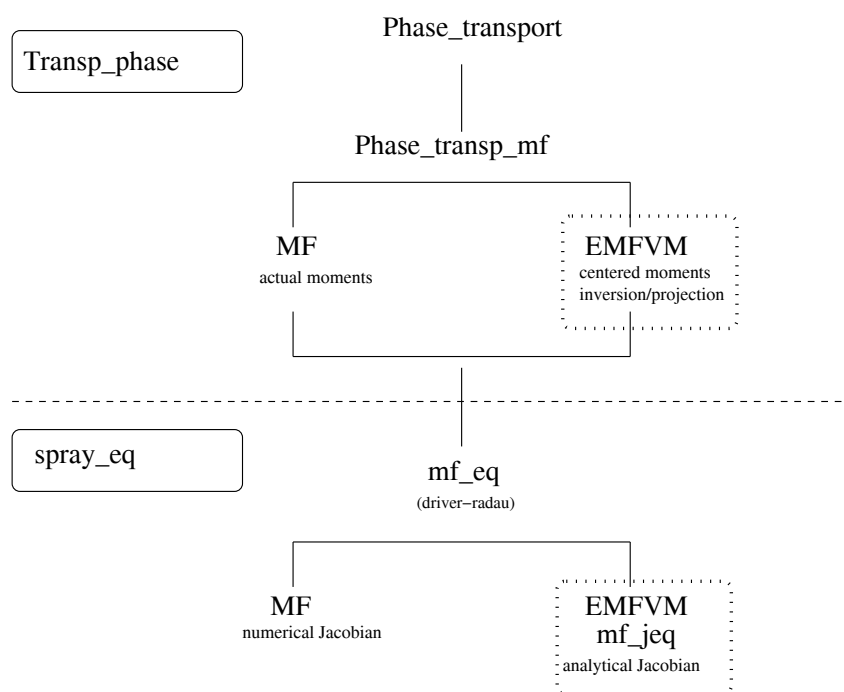 Phase_transport
Transp_phase
Phase_transp_mf
MF
actual moments
EMFVM
centered moments
inversion/projection
spray_eq
mf_eq
(driver−radau)
MF
numerical Jacobian
EMFVM
mf_jeq
analytical Jacobian